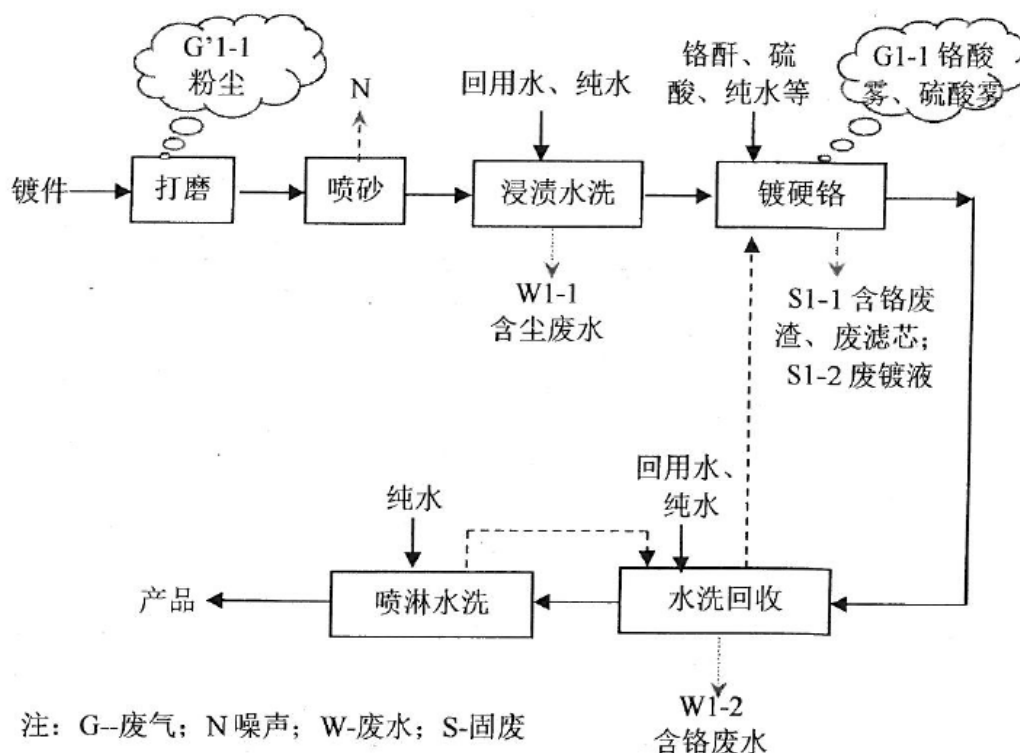 G’1-1
粉尘
N
回用水、纯水
铬酐、硫
酸、纯水等
G1-1 铬酸
雾、硫酸雾
镀件
打磨
喷砂
浸渍水洗
镀硬铬
W1-1
含尘废水
S1-1 含铬废
渣、废滤芯；
S1-2 废镀液
纯水
回用水、
纯水
产品
喷淋水洗
水洗回收
W1-2
含铬废水
注：G--废气；N 噪声；W-废水；S-固废